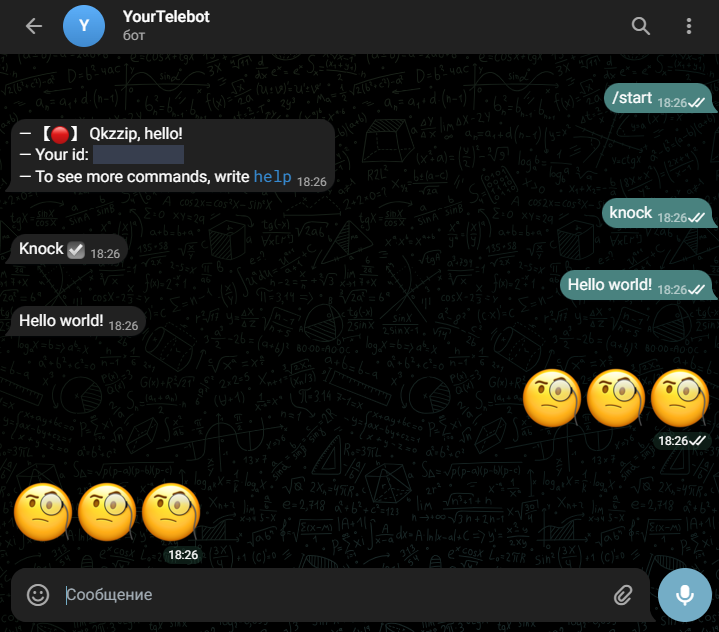 Y
YourTelebot
бот
/start 18:26
— 【🔴】 Qkzzip, hello!
— Your id:
— To see more commands, write help 18:26
knock 18:26
Knock ✅ 18:26
Hello world! 18:26
Hello world! 18:26
🧐🧐🧐
18:26
🧐🧐🧐
18:26
Сообщение